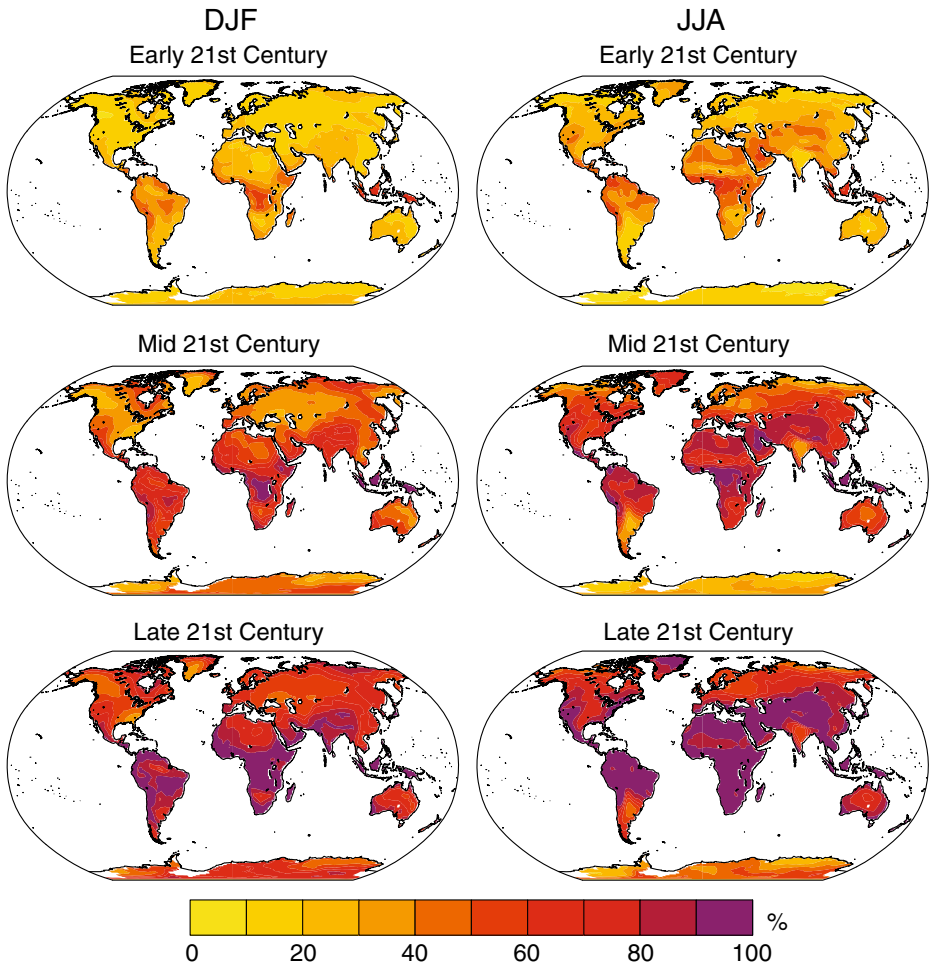 DJF JJA
Early 21st Century Early 21st Century
Mid 21st Century Mid 21st Century
Late 21st Century Late 21st Century
%
0 20 40 60 80 100